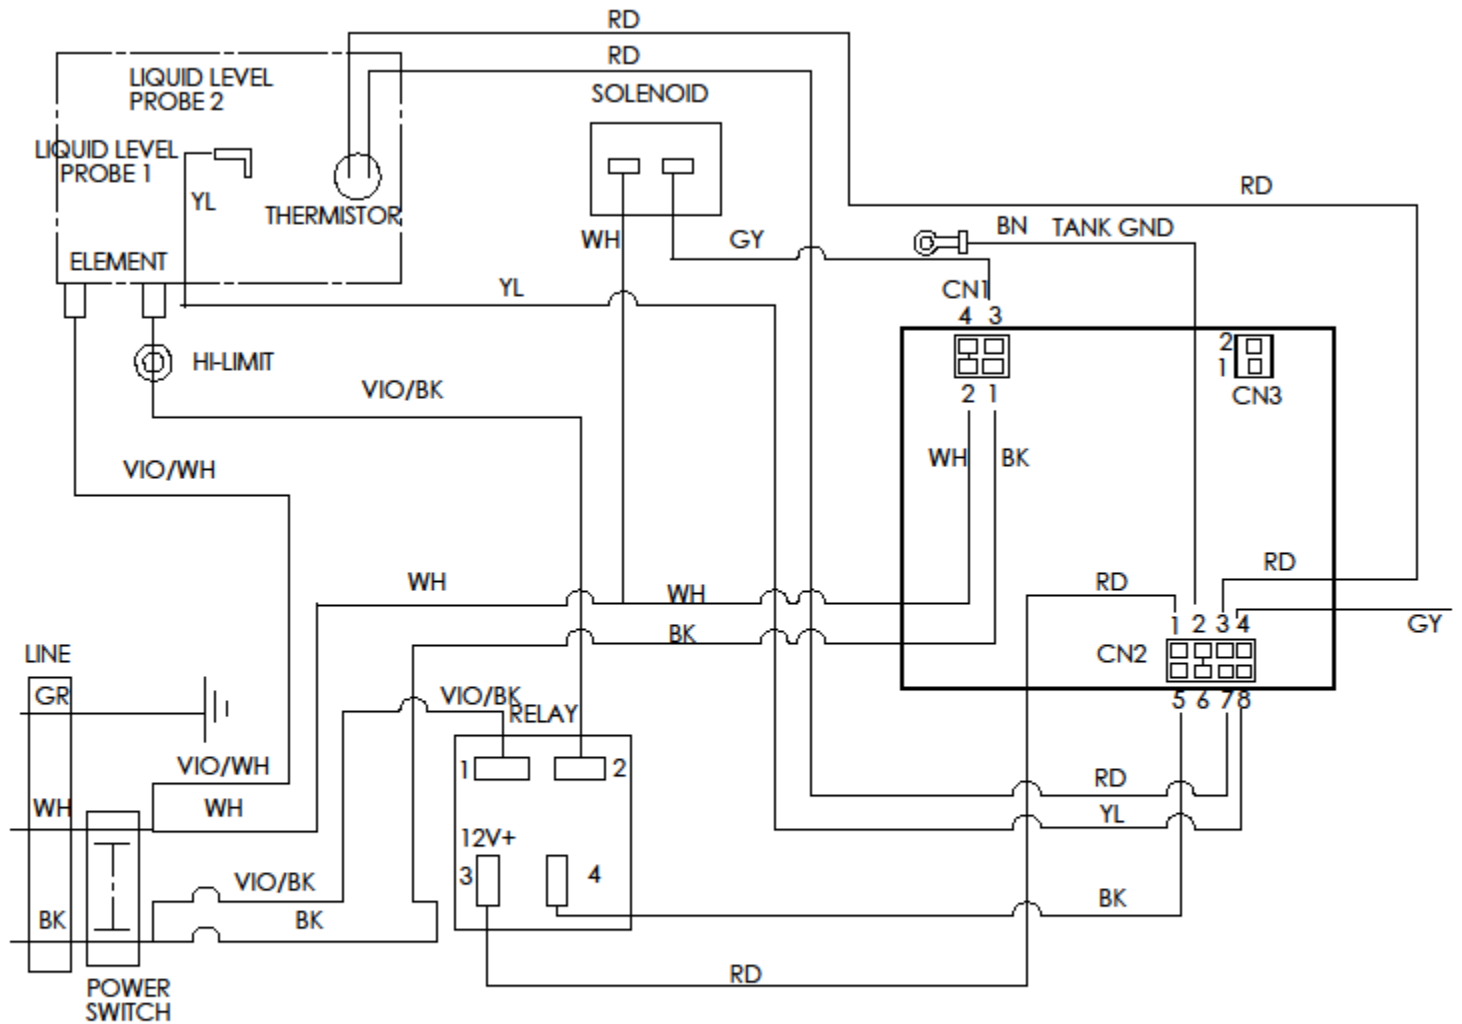 RD
RD
LIQUID LEVEL
PROBE 2
SOLENOID
LIQUID LEVEL
PROBE 1
YL
THERMISTOR
RD
BN TANK GND
WH
GY
ELEMENT
YL
CN1
4 3
2
1
CN3
HI-LIMIT
VIO/BK
2 1
WH BK
VIO/WH
RD
WH
RD
WH
1 2 3 4
GY
BK
CN2
LINE
GR
VIO/BK
RELAY
5 6 7 8
VIO/WH
1
2
RD
WH
WH
YL
12V+
3
4
VIO/BK
BK
BK
BK
RD
POWER
SWITCH